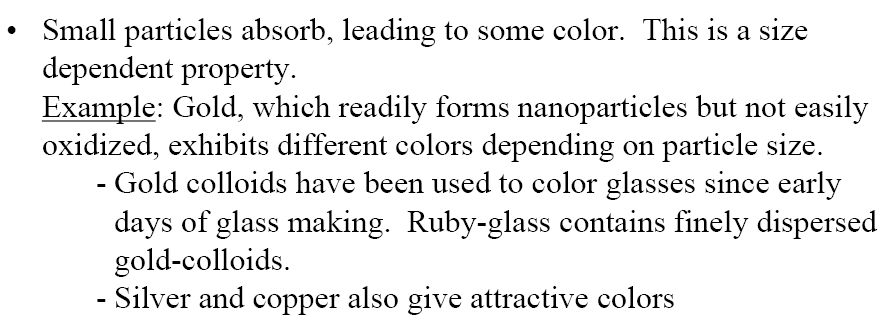 • Small particles absorb, leading to some color.  This is a size
dependent property.
Example: Gold, which readily forms nanoparticles but not easily
oxidized, exhibits different colors depending on particle size.
- Gold colloids have been used to color glasses since early
days of glass making.  Ruby-glass contains finely dispersed
gold-colloids.
- Silver and copper also give attractive colors